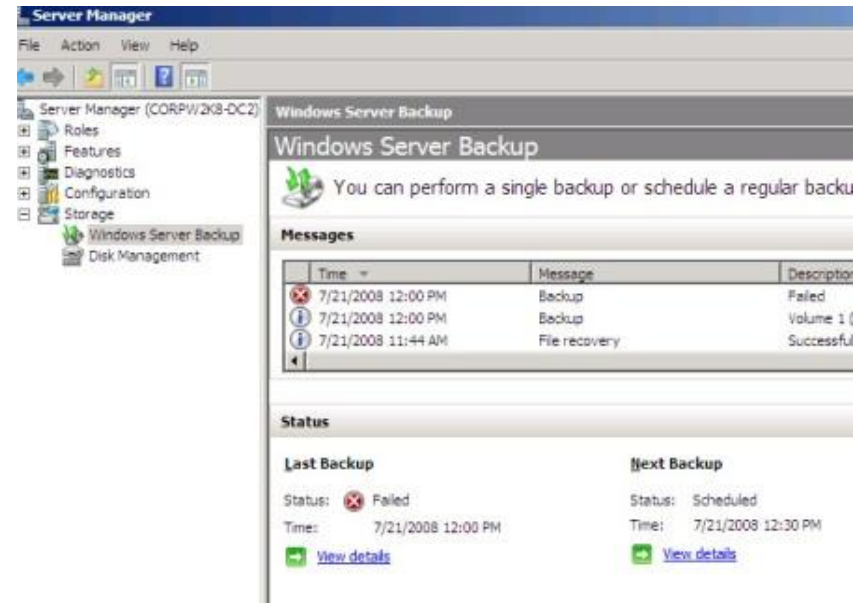 Server Manager
File Action View Help
Server Manager (CORPW2K8-DC2)
Roles
Features
Diagnostics
Configuration
Storage
Windows Server Backup
Disk Management
Windows Server Backup
Windows Server Backup
You can perform a single backup or schedule a regular backu
Messages
Time Message Description
7/21/2008 12:00 PM Backup Failed
7/21/2008 12:00 PM Backup Volume 1 (
7/21/2008 11:44 AM File recovery Successful
Status
Last Backup Next Backup
Status: Failed Status: Scheduled
Time: 7/21/2008 12:00 PM Time: 7/21/2008 12:30 PM
View details View details